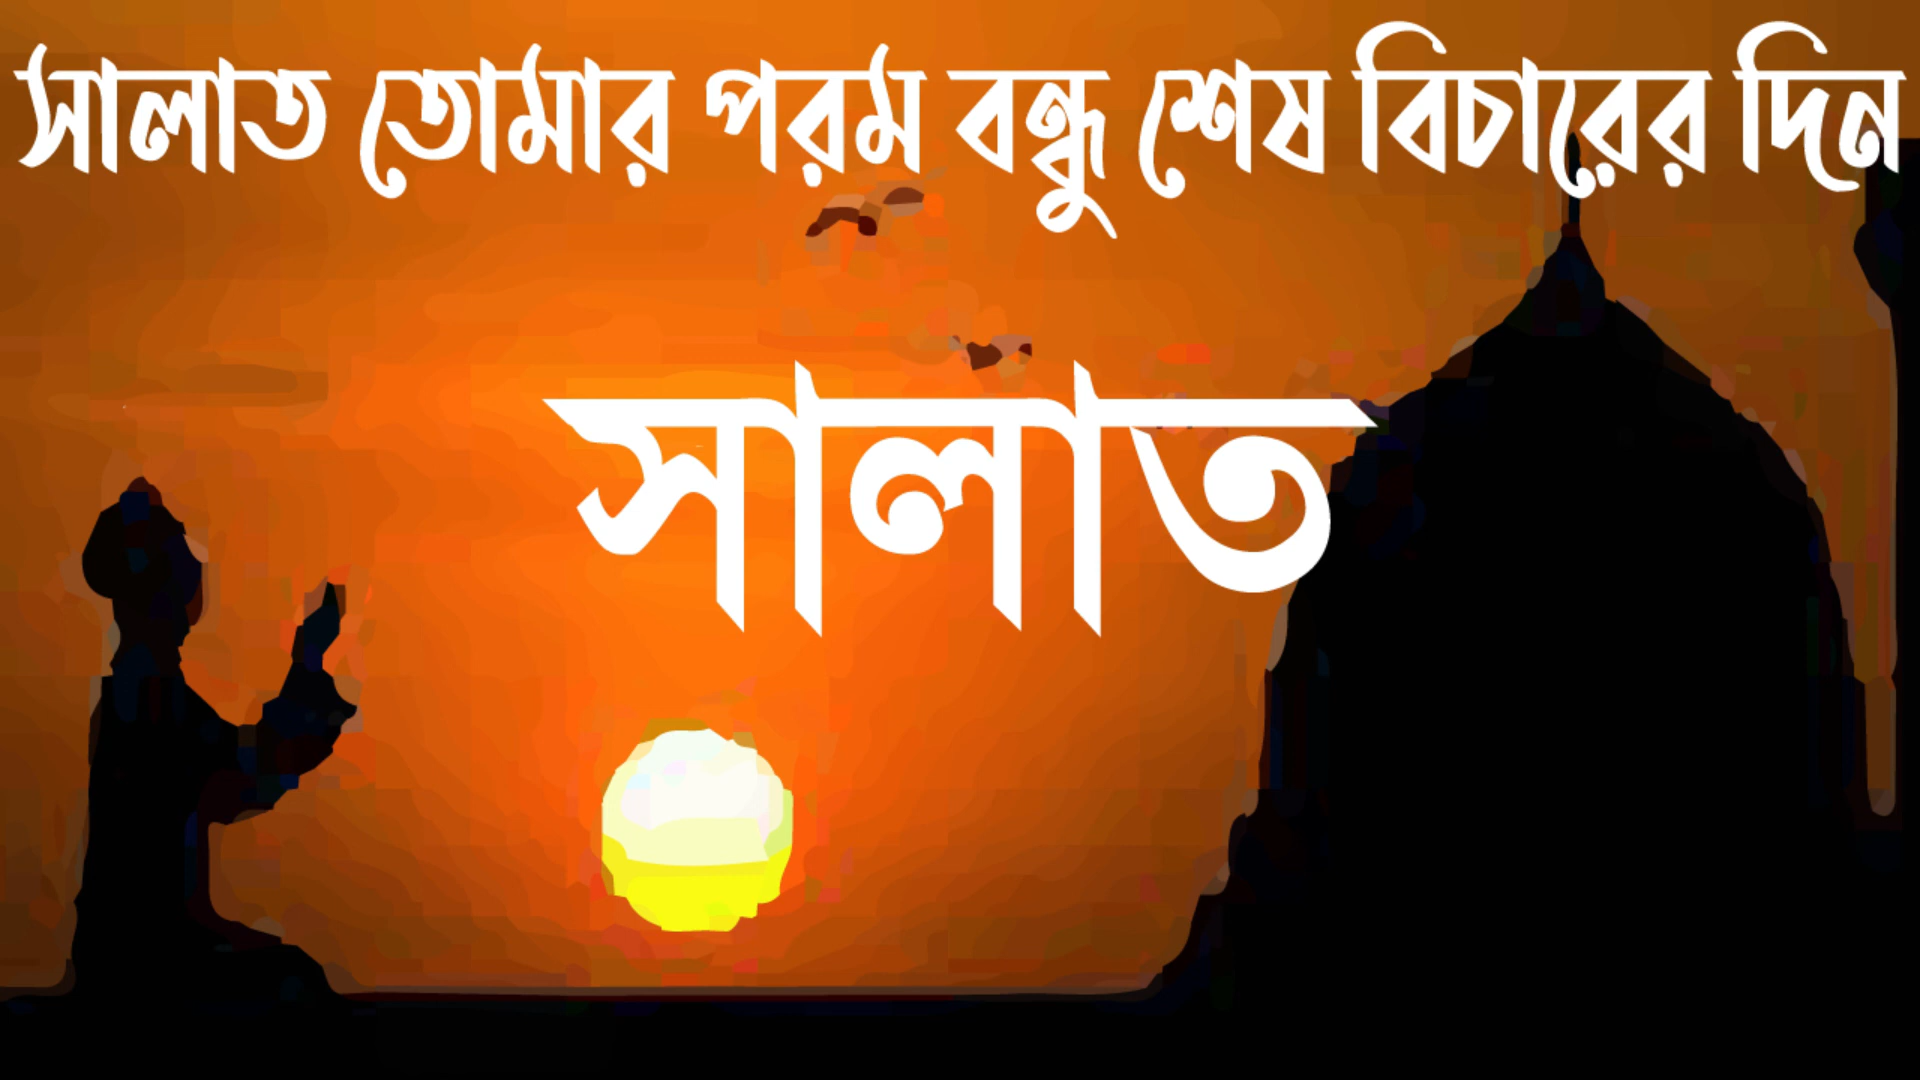 সালাত তোমার পরম বন্ধু শেষ বিচারের দিন
সালাত